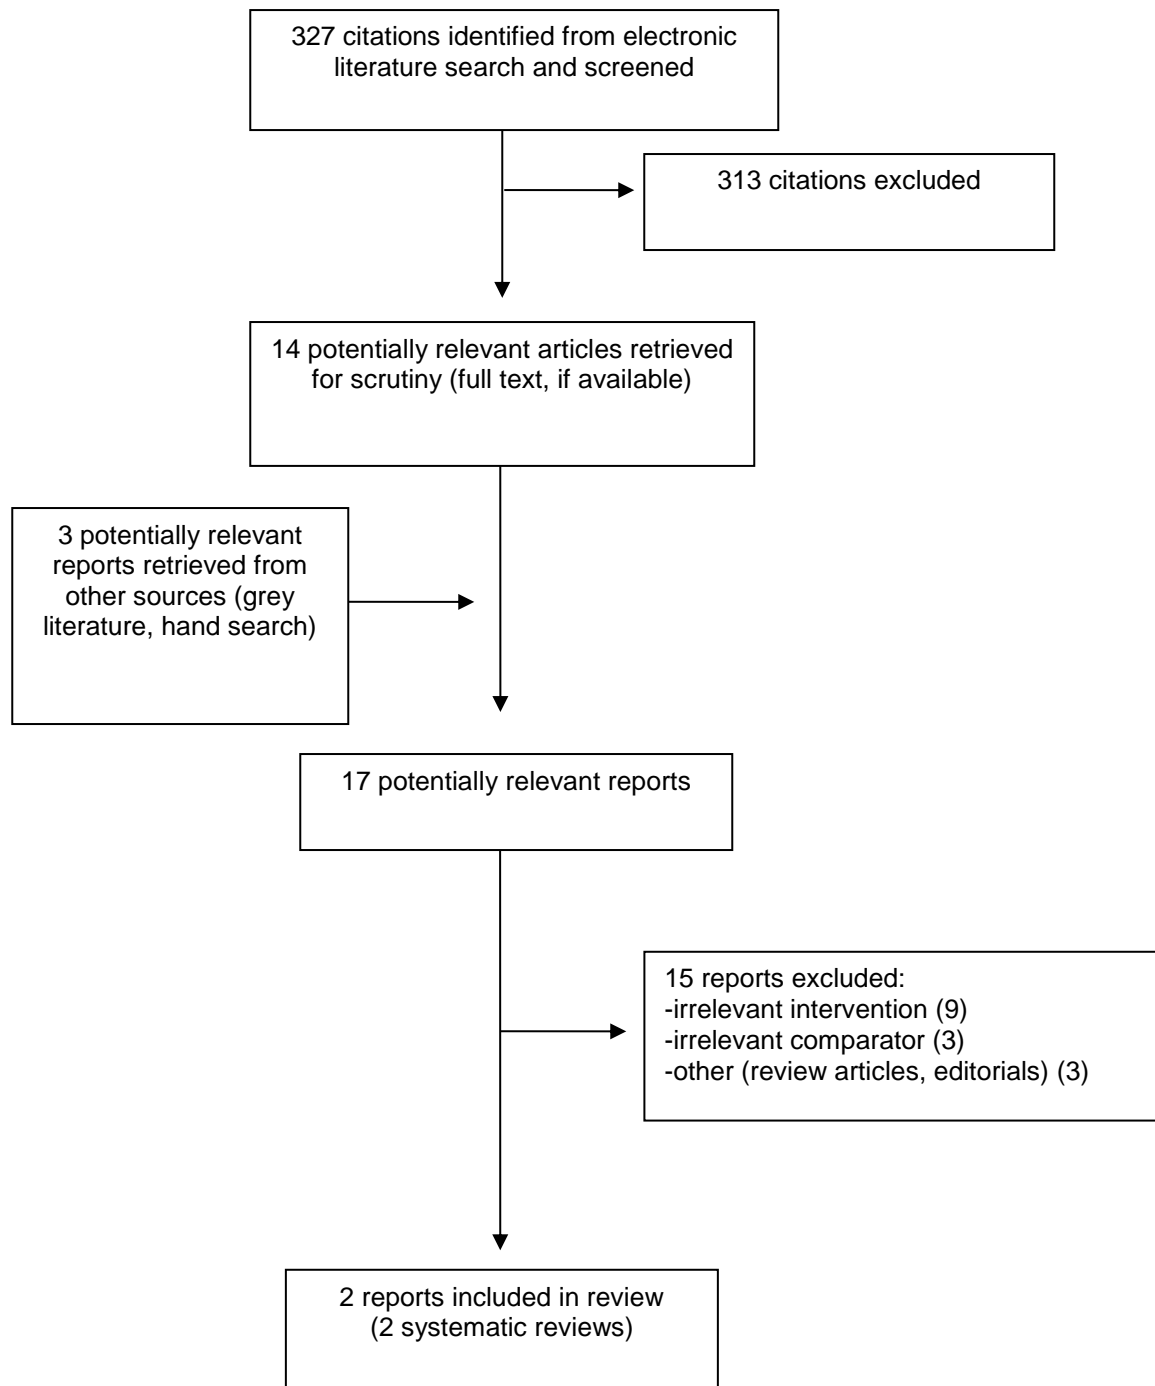 327 citations identified from electronic
literature search and screened
313 citations excluded
14 potentially relevant articles retrieved
for scrutiny (full text, if available)
3 potentially relevant
reports retrieved from
other sources (grey
literature, hand search)
17 potentially relevant reports
15 reports excluded:
-irrelevant intervention (9)
-irrelevant comparator (3)
-other (review articles, editorials) (3)
2 reports included in review
(2 systematic reviews)